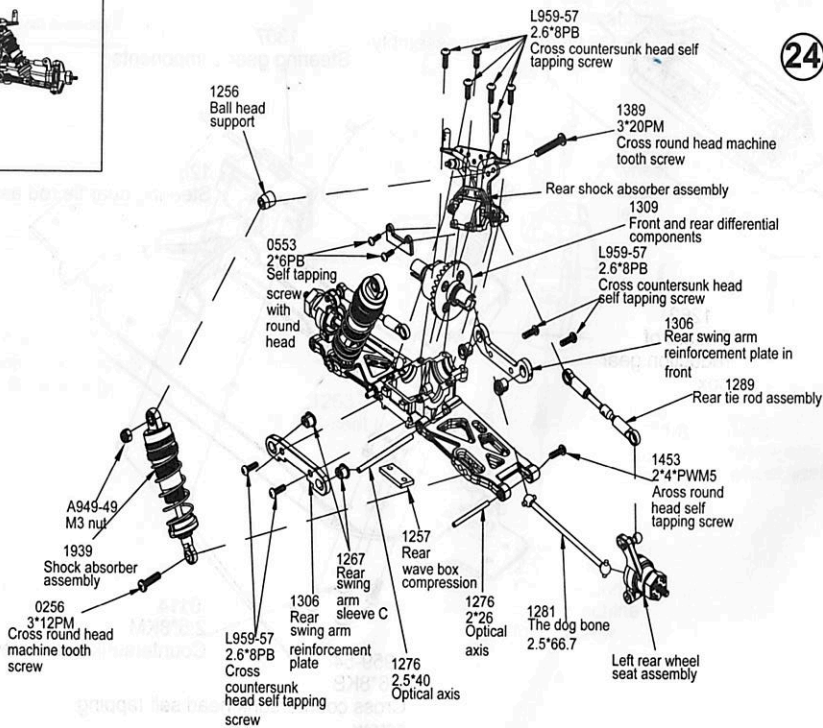 24
L959-57
2.6*8PB
Cross countersunk head self
tapping screw
1256
Ball head
support
1389
3*20PM
Cross round head machine
tooth screw
Rear shock absorber assembly
1309
Front and rear differential
components
0553
2*6PB
Self tapping
screw
with
round
head
L959-57
2.6*8PB
Cross countersunk head
self tapping screw
1306
Rear swing arm
reinforcement plate in
front
1289
Rear tie rod assembly
1453
2*4*PWM5
Aross round
head self
tapping screw
A949-49
M3 nut
1939
Shock absorber
assembly
0256
3*12PM
Cross round head
machine tooth
screw
L959-57
2.6*8PB
Cross
countersunk
head self tapping
screw
1306
Rear
swing arm
reinforcement
plate
1267
Rear
swing
arm
sleeve C
1276
2.5*40
Optical axis
1257
Rear
wave box
compression
1276
2*26
Optical
axis
1281
The dog bone
2.5*66.7
Left rear wheel
seat assembly